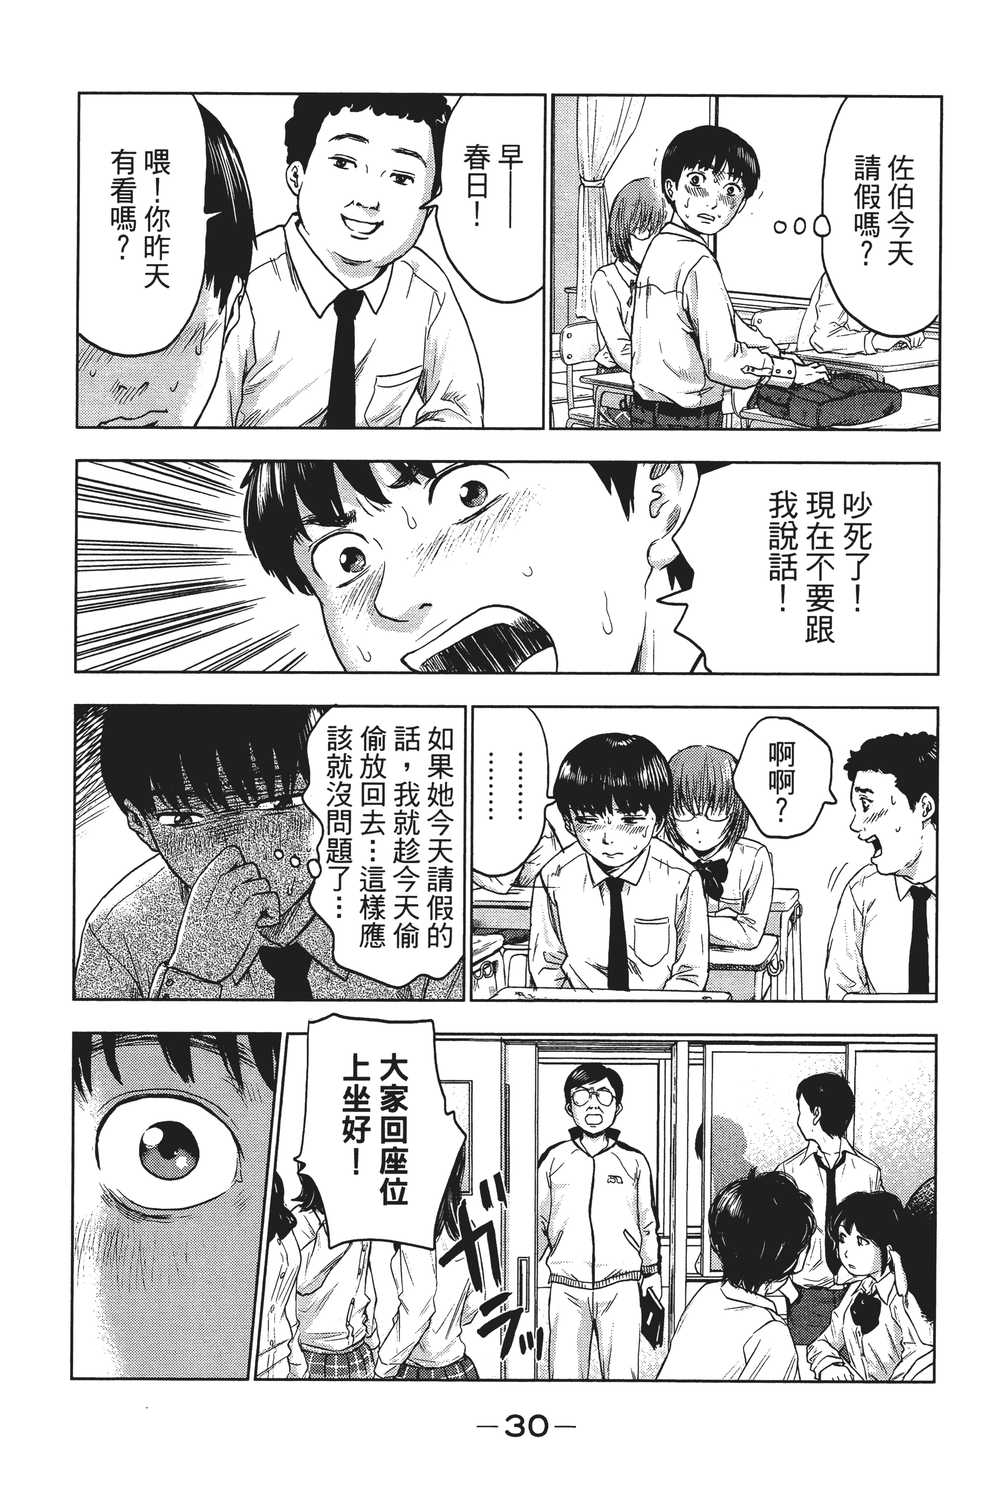 佐伯今天
請假嗎？
早——
春日！
喂！你昨天
有看嗎？
吵死了！
現在不要跟
我說話！
啊啊？
………
………
如果她今天請假的
話，我就趁今天偷
偷放回去…這樣應
該就沒問題了…
大家回座位
上坐好！
ガラ
—30—